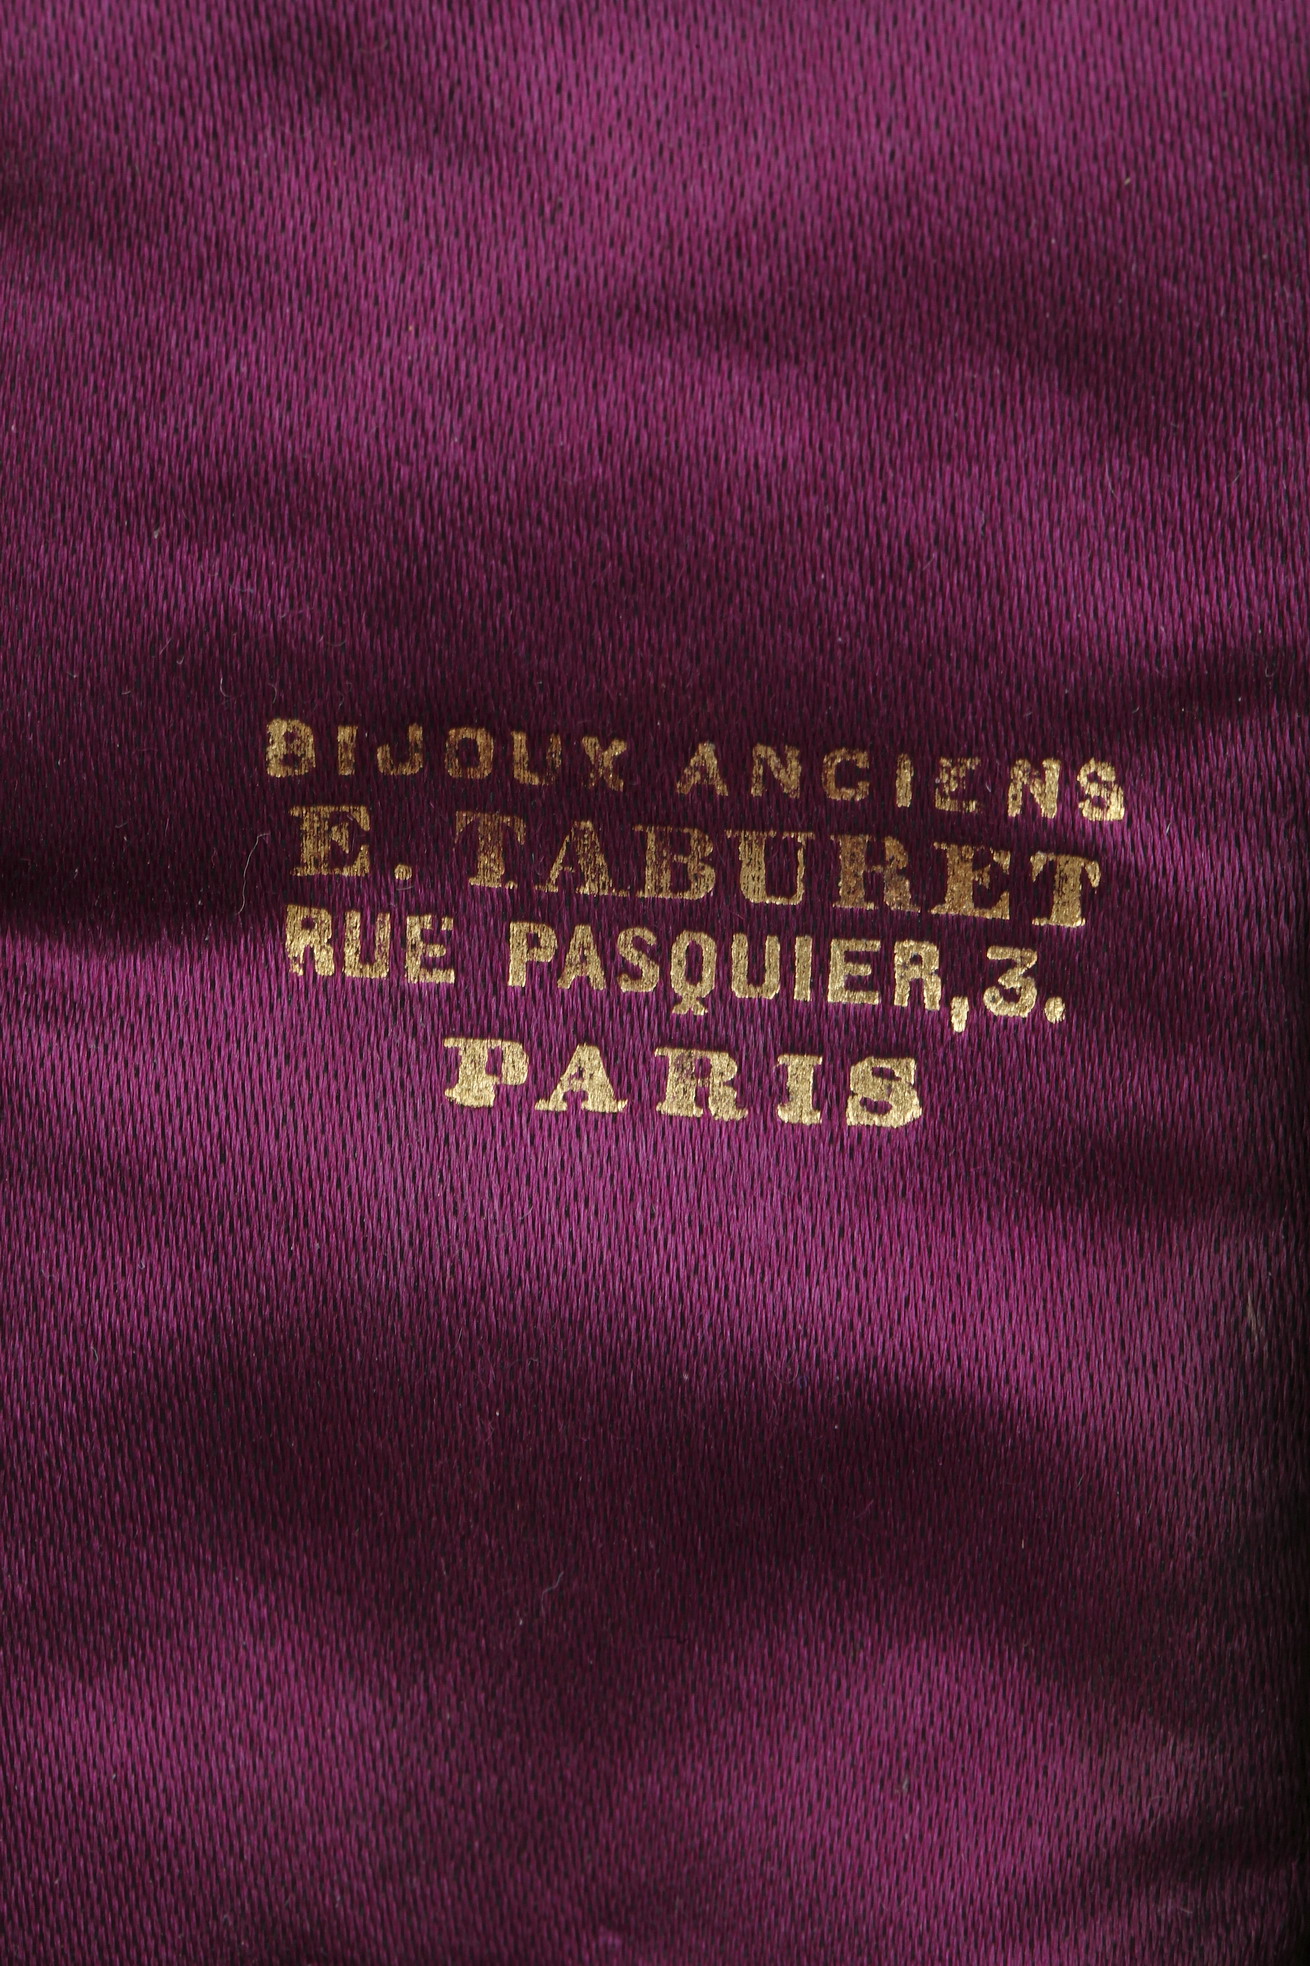 BIJOUX ANCIENS
E. TABURET
RUE PASQUIER, 3.
PARIS